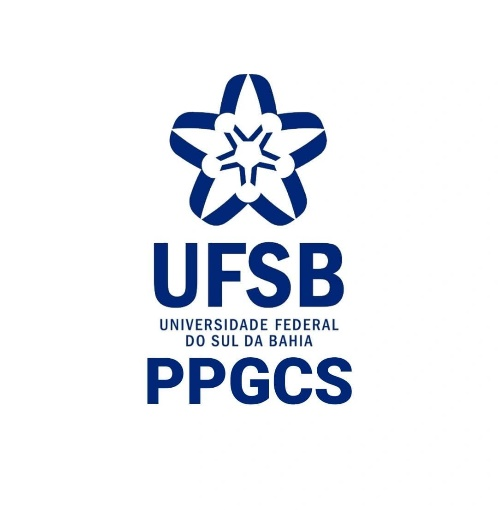 UFSB
UNIVERSIDADE FEDERAL
DO SUL DA BAHIA
PPGCS